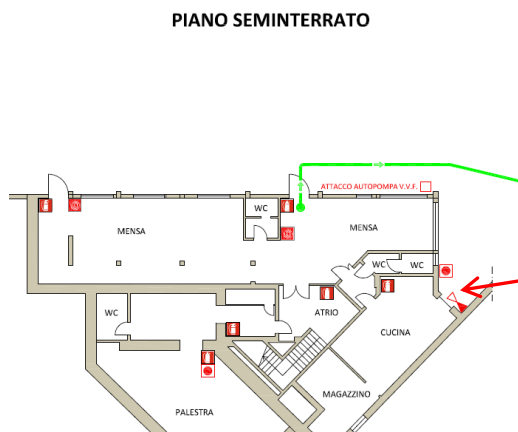 PIANO SEMINTERRATO
ATTACCO AUTOPOMPA V.V.F.
WC
MENSA
MENSA
WC
WC
WC
ATRIO
CUCINA
MAGAZZINO
PALESTRA